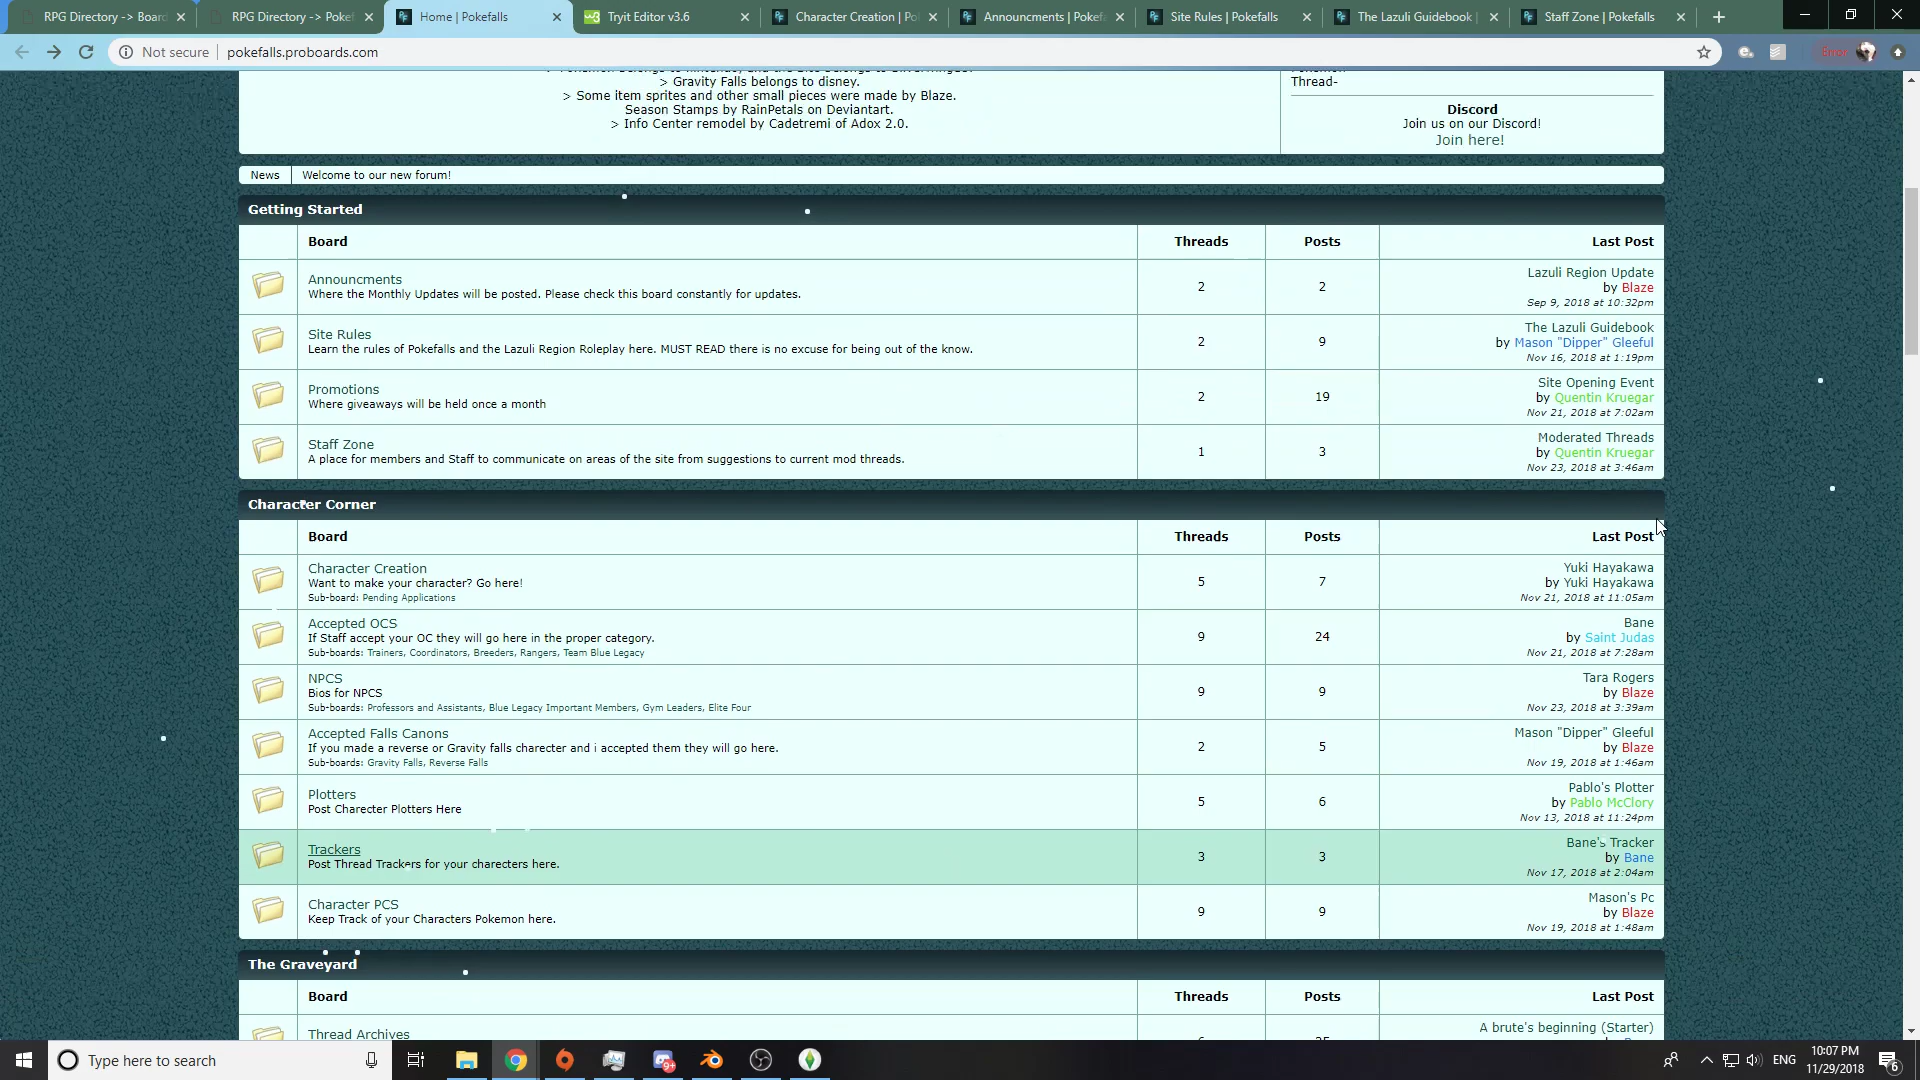 RPG Directory -> Board
RPG Directory -> Pokef
Home | Pokefalls
Tryit Editor v3.6
Character Creation | Po
Announcments | Pokefa
Site Rules | Pokefalls
The Lazuli Guidebook |
Staff Zone | Pokefalls
Not secure
pokefalls.proboards.com
Error
> Gravity Falls belongs to disney.
> Some item sprites and other small pieces were made by Blaze.
Season Stamps by RainPetals on Deviantart.
> Info Center remodel by Cadetremi of Adox 2.0.
Thread-
Discord
Join us on our Discord!
Join here!
News
Welcome to our new forum!
Getting Started
Board Threads Posts Last Post
Announcments
Where the Monthly Updates will be posted. Please check this board constantly for updates.
2 2
Lazuli Region Update
by Blaze
Sep 9, 2018 at 10:32pm
Site Rules
Learn the rules of Pokefalls and the Lazuli Region Roleplay here. MUST READ there is no excuse for being out of the know.
2 9
The Lazuli Guidebook
by Mason "Dipper" Gleeful
Nov 16, 2018 at 1:19pm
Promotions
Where giveaways will be held once a month
2 19
Site Opening Event
by Quentin Kruegar
Nov 21, 2018 at 7:02am
Staff Zone
A place for members and Staff to communicate on areas of the site from suggestions to current mod threads.
1 3
Moderated Threads
by Quentin Kruegar
Nov 23, 2018 at 3:46am
Character Corner
Board Threads Posts Last Post
Character Creation
Want to make your character? Go here!
Sub-board: Pending Applications
5 7
Yuki Hayakawa
by Yuki Hayakawa
Nov 21, 2018 at 11:05am
Accepted OCS
If Staff accept your OC they will go here in the proper category.
Sub-boards: Trainers, Coordinators, Breeders, Rangers, Team Blue Legacy
9 24
Bane
by Saint Judas
Nov 21, 2018 at 7:28am
NPCS
Bios for NPCS
Sub-boards: Professors and Assistants, Blue Legacy Important Members, Gym Leaders, Elite Four
9 9
Tara Rogers
by Blaze
Nov 23, 2018 at 3:39am
Accepted Falls Canons
If you made a reverse or Gravity falls charecter and i accepted them they will go here.
Sub-boards: Gravity Falls, Reverse Falls
2 5
Mason "Dipper" Gleeful
by Blaze
Nov 19, 2018 at 1:46am
Plotters
Post Charecter Plotters Here
5 6
Pablo's Plotter
by Pablo McClory
Nov 13, 2018 at 11:24pm
Trackers
Post Thread Trackers for your charecters here.
3 3
Bane's Tracker
by Bane
Nov 17, 2018 at 2:04am
Character PCS
Keep Track of your Characters Pokemon here.
9 9
Mason's Pc
by Blaze
Nov 19, 2018 at 1:48am
The Graveyard
Board Threads Posts Last Post
Thread Archives
A brute's beginning (Starter)
Type here to search
9+
ENG
10:07 PM
11/29/2018
6